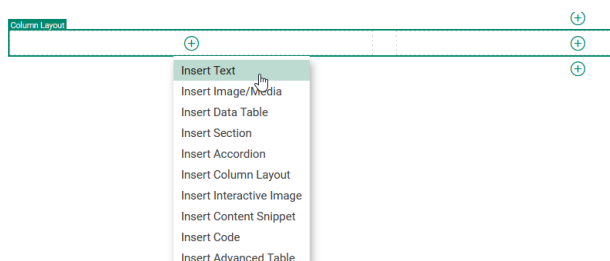 Column Layout
Insert Text
Insert Image/Media
Insert Data Table
Insert Section
Insert Accordion
Insert Column Layout
Insert Interactive Image
Insert Content Snippet
Insert Code
Insert Advanced Table